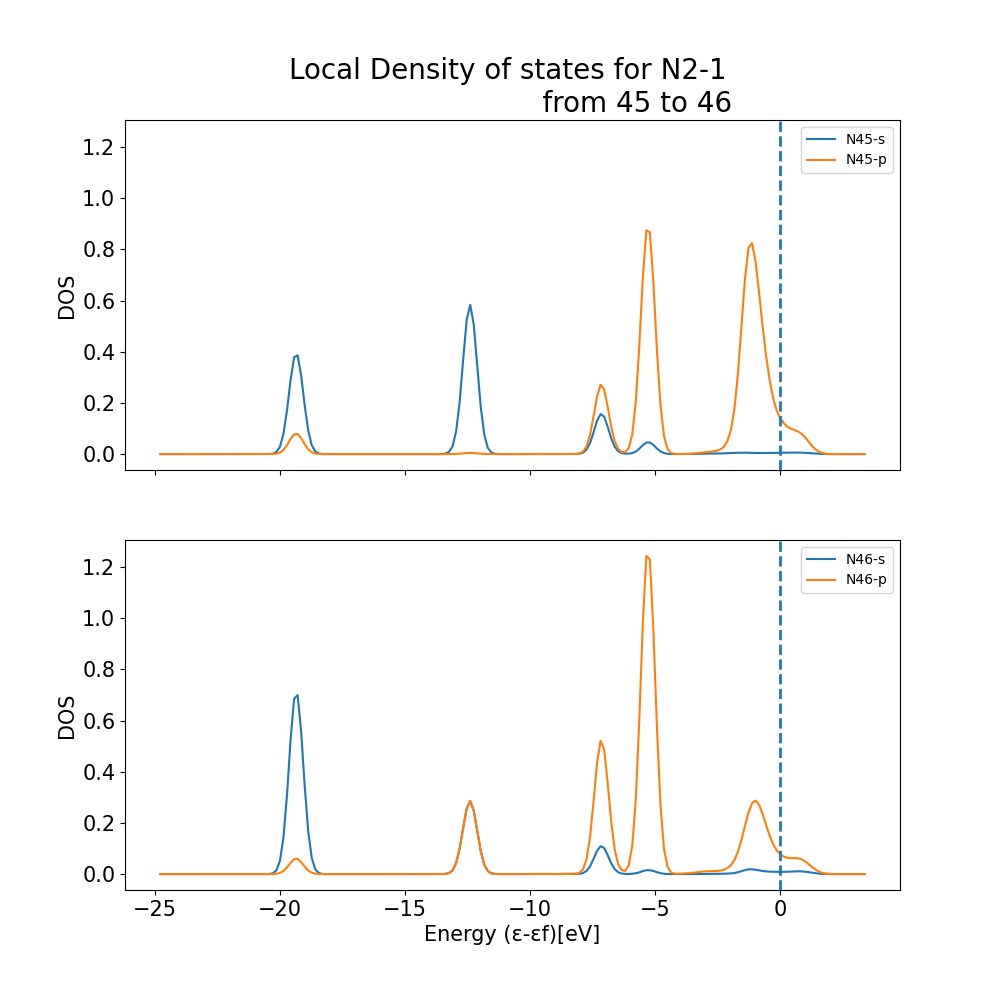 Local Density of states for N2-1
from 45 to 46
1.2
1.0
0.8
0.6
0.4
0.2
0.0
DOS
N45-s
N45-p
1.2
1.0
0.8
0.6
0.4
0.2
0.0
DOS
N46-s
N46-p
−25 −20 −15 −10 −5 0
Energy (ε-εf)[eV]